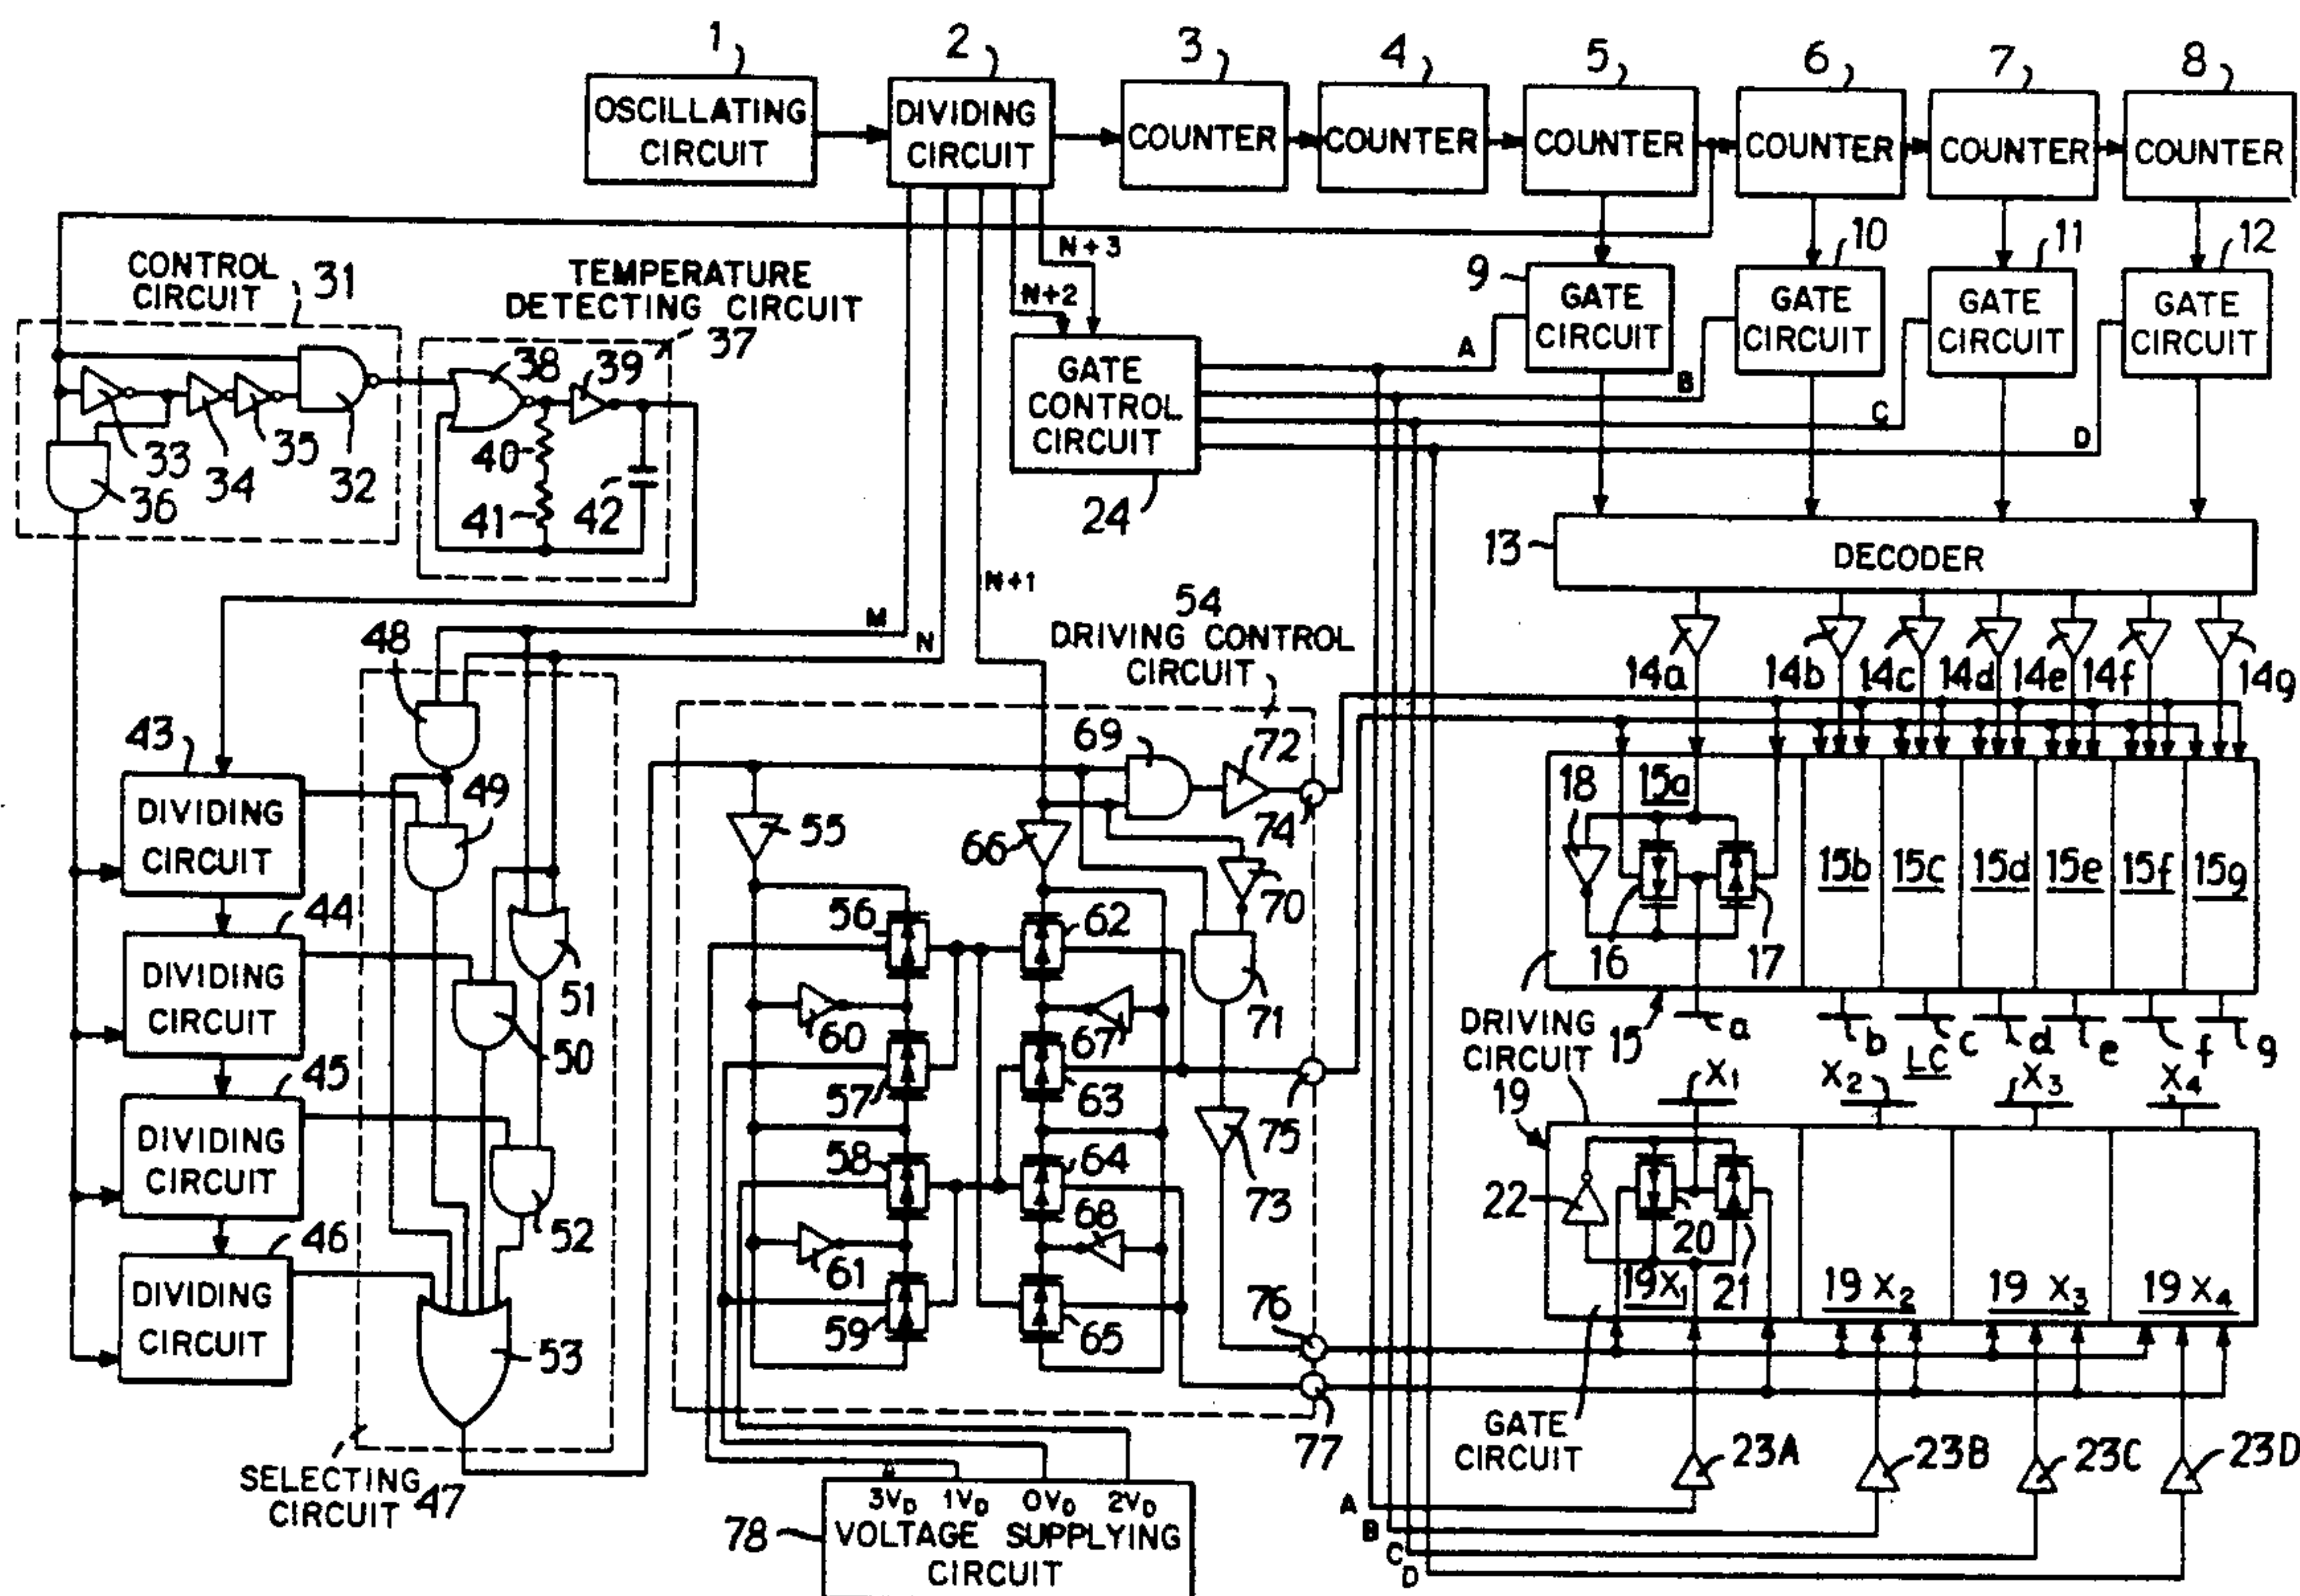 1
2
3
4
5
6
7
8
OSCILLATING
CIRCUIT
DIVIDING
CIRCUIT
COUNTER
COUNTER
COUNTER
COUNTER
COUNTER
COUNTER
N+3
N+2
CONTROL
CIRCUIT
31
TEMPERATURE
DETECTING CIRCUIT
37
9
10
11
12
GATE
CIRCUIT
GATE
CIRCUIT
GATE
CIRCUIT
GATE
CIRCUIT
A
B
C
D
GATE
CONTROL
CIRCUIT
24
33
34
35
32
36
38
39
40
41
42
13
DECODER
N+1
M
N
54
DRIVING CONTROL
CIRCUIT
14a
14b
14c
14d
14e
14f
14g
43
DIVIDING
CIRCUIT
44
DIVIDING
CIRCUIT
45
DIVIDING
CIRCUIT
46
DIVIDING
CIRCUIT
48
49
51
50
52
53
SELECTING
CIRCUIT
47
69
72
74
55
66
70
56
62
71
60
67
57
63
75
58
64
73
68
61
59
65
76
77
18
15a
16
17
15b
15c
15d
15e
15f
15g
DRIVING
CIRCUIT
15
a
b
c
d
e
f
g
LC
X1
X2
X3
X4
19
22
20
21
19X1
19 X2
19 X3
19 X4
GATE
CIRCUIT
23A
23B
23C
23D
A
B
C
D
78
3VD
1VD
0VD
2VD
VOLTAGE SUPPLYING
CIRCUIT